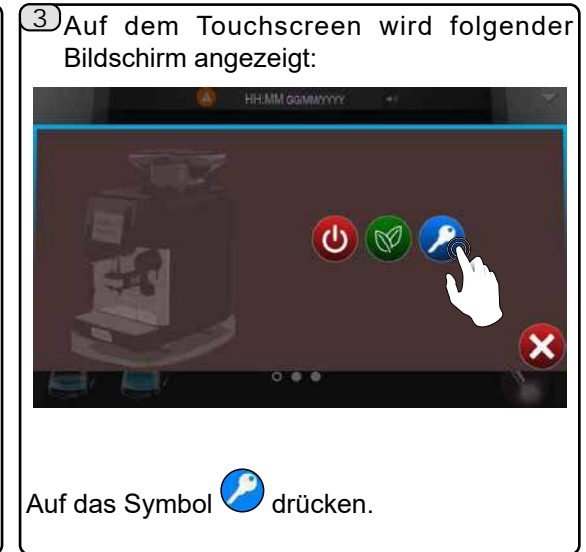 3
Auf dem Touchscreen wird folgender
Bildschirm angezeigt:
HH:MM GG/MM/YYYY
Auf das Symbol drücken.